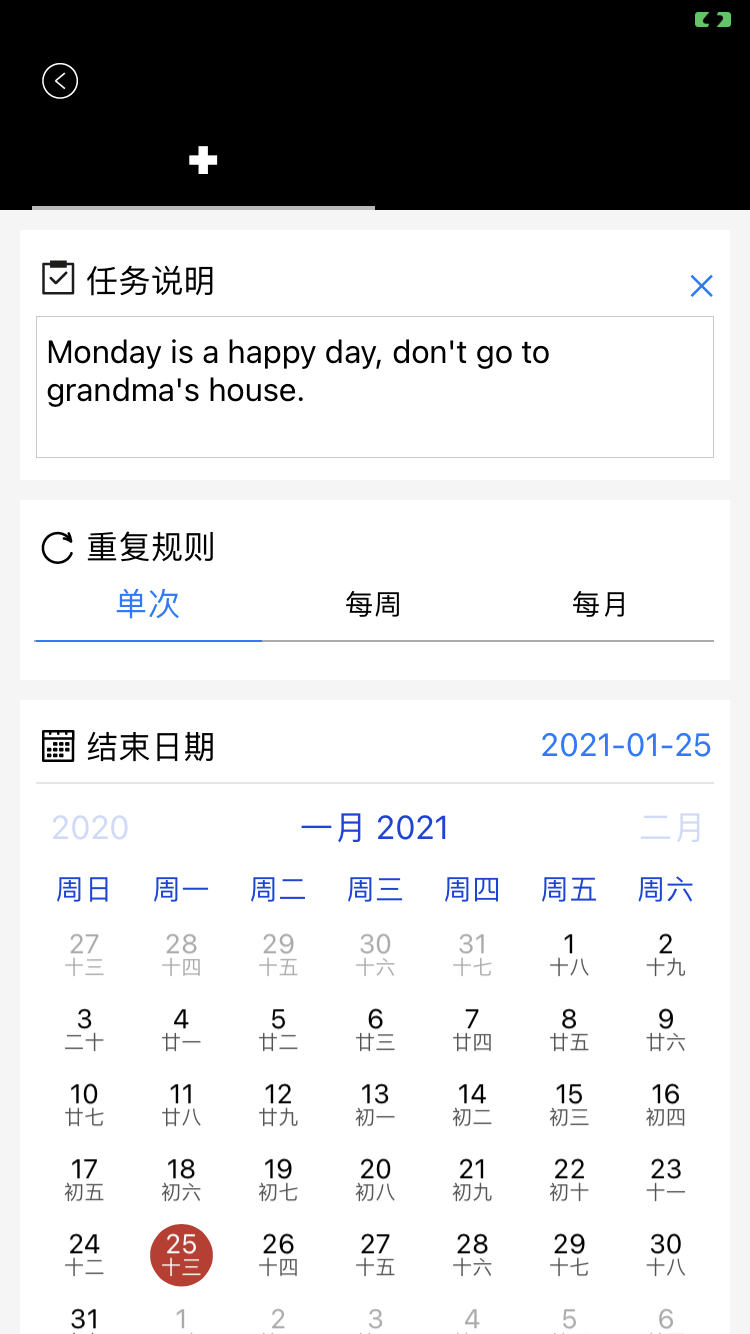 任务说明
Monday is a happy day, don't go to
grandma's house.
重复规则
单次 每周 每月
结束日期 2021-01-25
2020 一月 2021 二月
周日 周一 周二 周三 周四 周五 周六
27 28 29 30 31 1 2
十三 十四 十五 十六 十七 十八 十九
3 4 5 6 7 8 9
二十 廿一 廿二 廿三 廿四 廿五 廿六
10 11 12 13 14 15 16
廿七 廿八 廿九 初一 初二 初三 初四
17 18 19 20 21 22 23
初五 初六 初七 初八 初九 初十 十一
24 25 26 27 28 29 30
十二 十三 十四 十五 十六 十七 十八
31 1 2 3 4 5 6